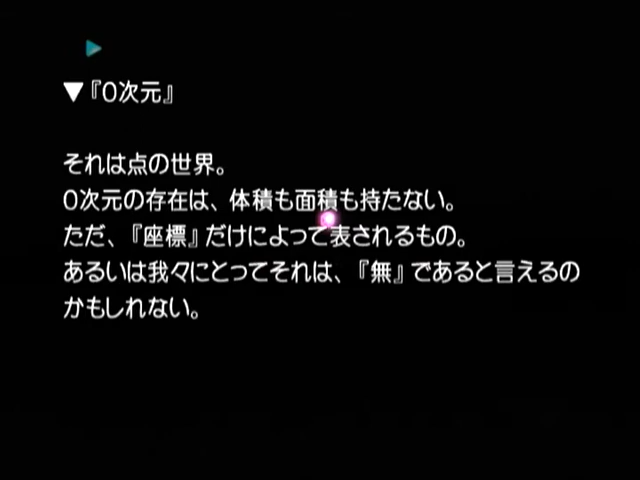 ▼『0次元』
それは点の世界。
0次元の存在は、体積も面積も持たない。
ただ、『座標』だけによって表されるもの。
あるいは我々にとってそれは、『無』であると言えるの
かもしれない。